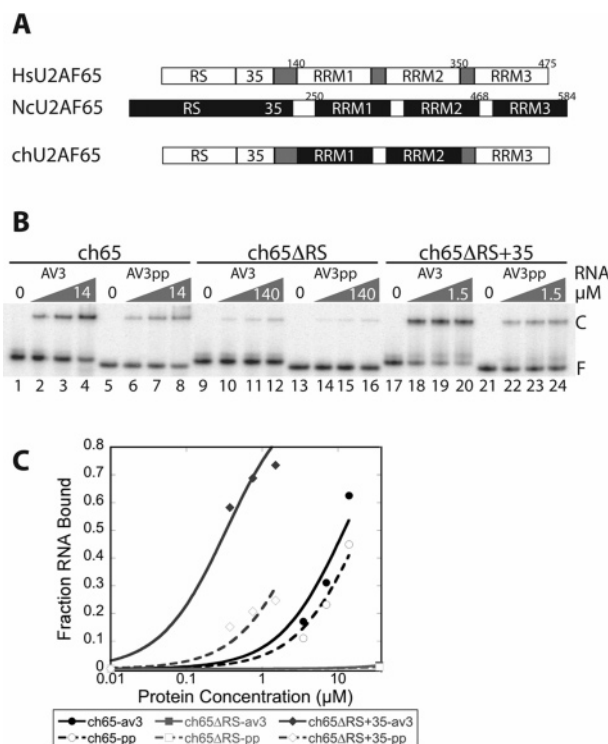 A
140 350 475
HsU2AF65 RS 35 RRM1 RRM2 RRM3
250 468 584
NcU2AF65 RS 35 RRM1 RRM2 RRM3
chU2AF65 RS 35 RRM1 RRM2 RRM3
B
ch65 ch65ΔRS ch65ΔRS+35
AV3 AV3pp AV3 AV3pp AV3 AV3pp RNA
0 14 0 14 0 140 0 140 0 1.5 0 1.5 μM
C
F
1 2 3 4 5 6 7 8 9 10 11 12 13 14 15 16 17 18 19 20 21 22 23 24
C
0.8
0.7
0.6
0.5
0.4
0.3
0.2
0.1
0
Fraction RNA Bound
0.01 0.1 1 10
Protein Concentration (μM)
ch65-av3 ch65ΔRS-av3 ch65ΔRS+35-av3
ch65-pp ch65ΔRS-pp ch65ΔRS+35-pp